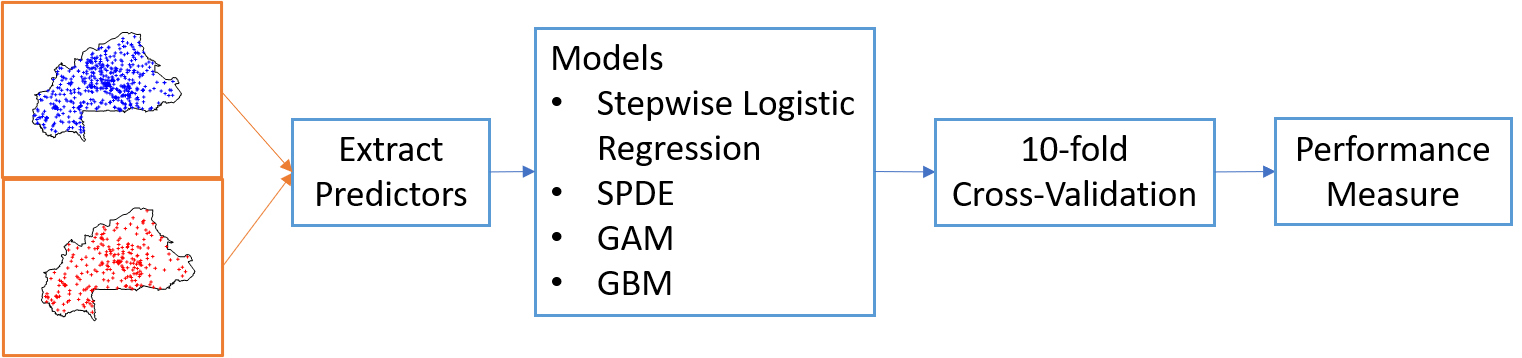 Extract
Predictors
Models
• Stepwise Logistic
Regression
• SPDE
• GAM
• GBM
10-fold
Cross-Validation
Performance
Measure